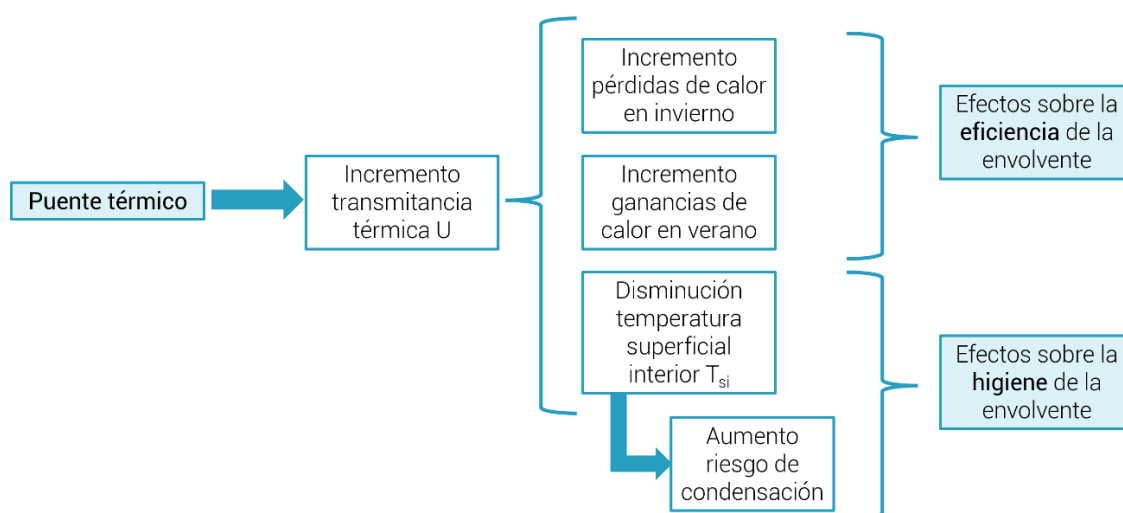 Puente térmico
Incremento
transmitancia
térmica U
Incremento
pérdidas de calor
en invierno
Incremento
ganancias de
calor en verano
Disminución
temperatura
superficial
interior Tsi
Aumento
riesgo de
condensación
Efectos sobre la
eficiencia de la
envolvente
Efectos sobre la
higiene de la
envolvente